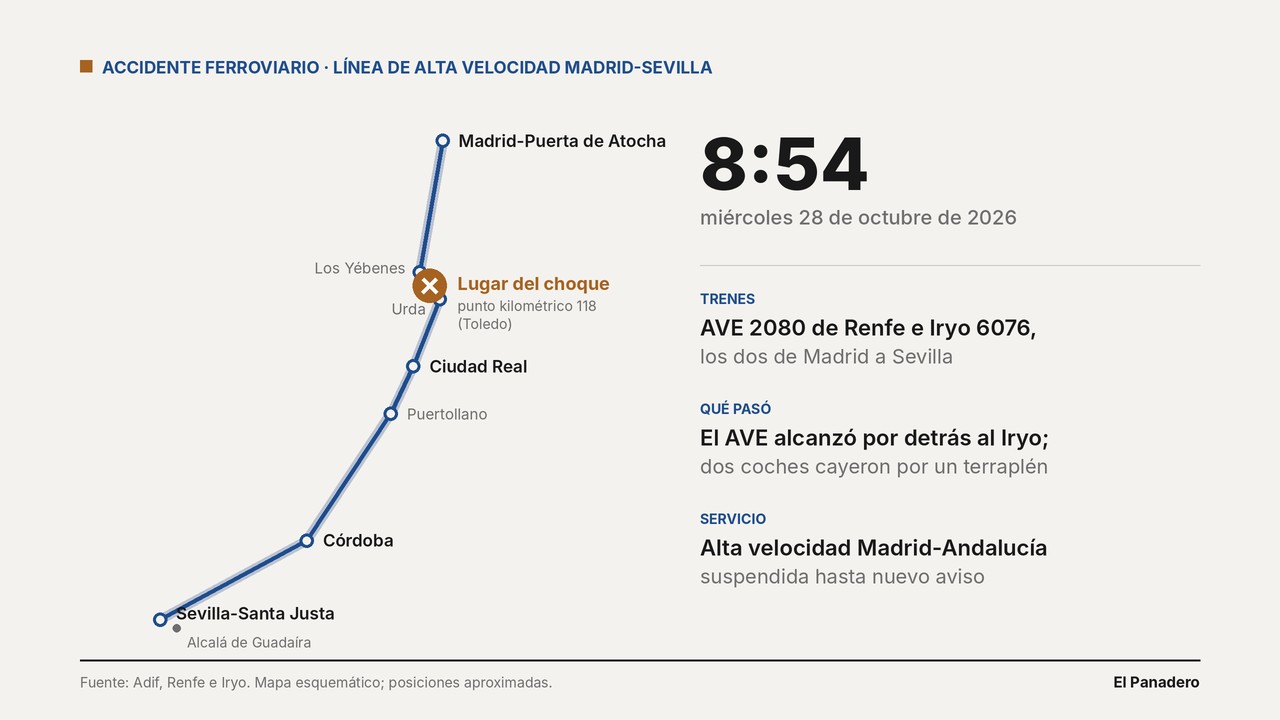 ACCIDENTE FERROVIARIO · LÍNEA DE ALTA VELOCIDAD MADRID-SEVILLA
Madrid-Puerta de Atocha
Los Yébenes
Lugar del choque
punto kilométrico 118
(Toledo)
Urda
Ciudad Real
Puertollano
Córdoba
Sevilla-Santa Justa
Alcalá de Guadaíra
8:54
miércoles 28 de octubre de 2026
TRENES
AVE 2080 de Renfe e Iryo 6076,
los dos de Madrid a Sevilla
QUÉ PASÓ
El AVE alcanzó por detrás al Iryo;
dos coches cayeron por un terraplén
SERVICIO
Alta velocidad Madrid-Andalucía
suspendida hasta nuevo aviso
Fuente: Adif, Renfe e Iryo. Mapa esquemático; posiciones aproximadas.
El Panadero